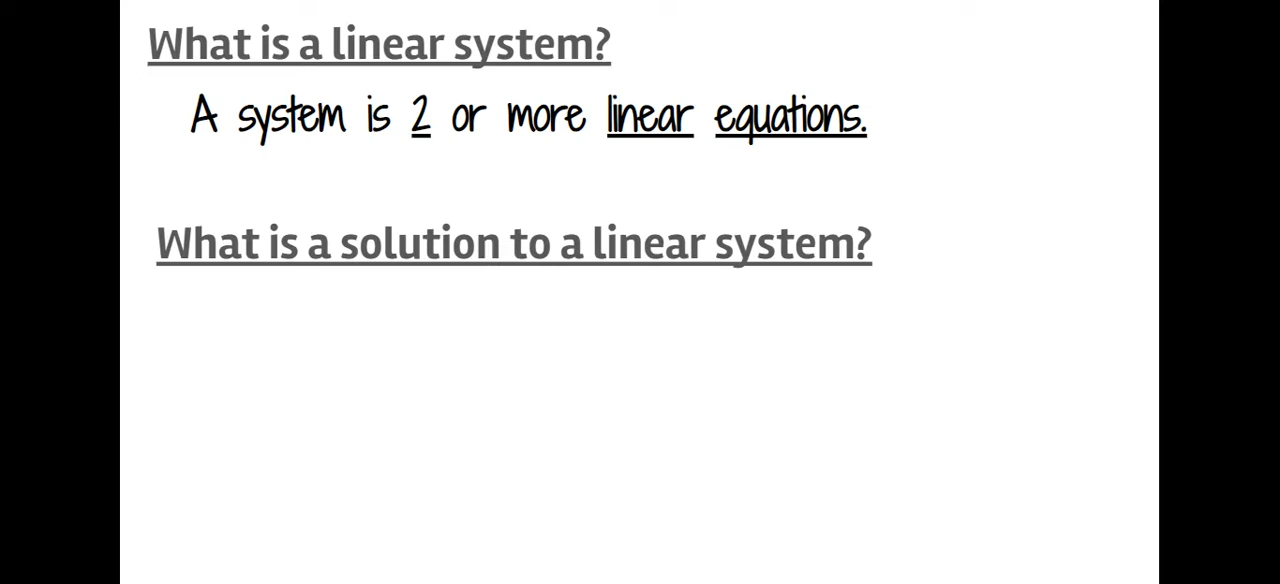 What is a linear system?
A system is 2 or more linear equations.
What is a solution to a linear system?